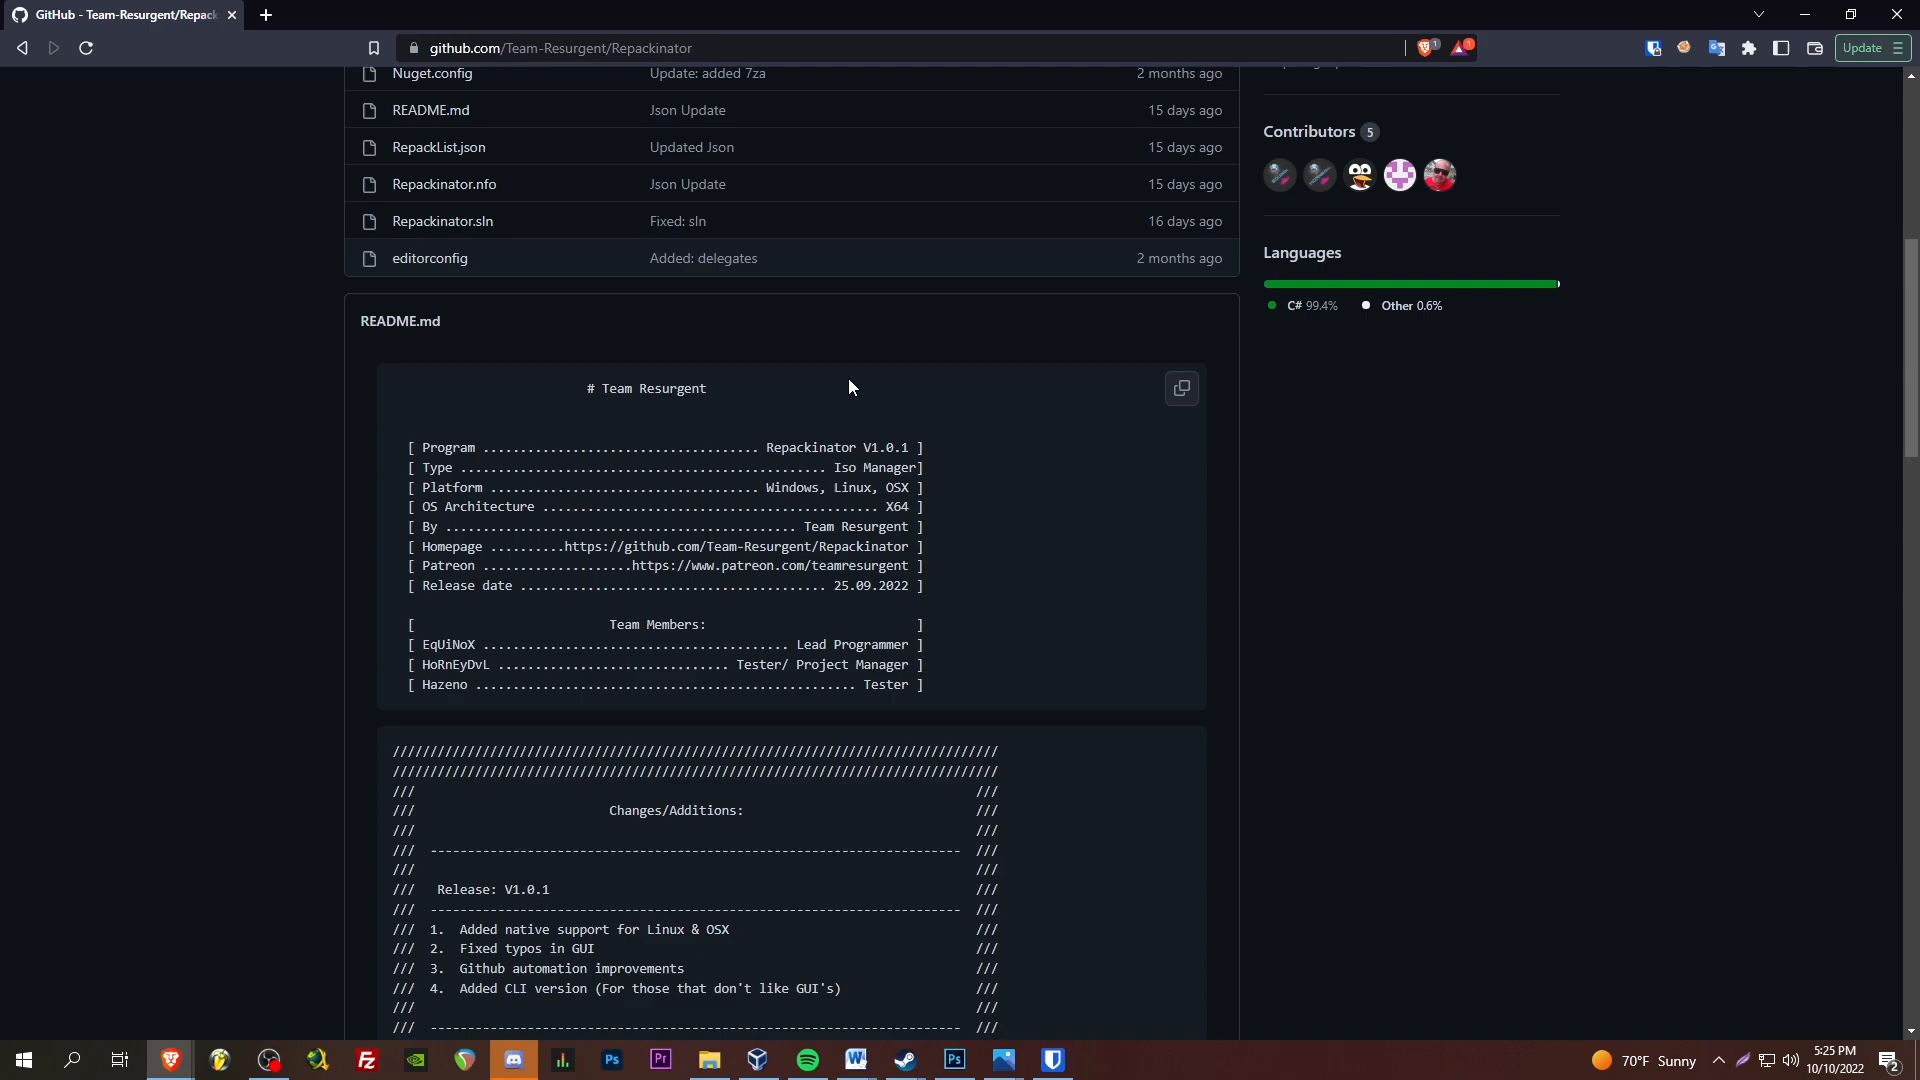 GitHub - Team-Resurgent/Repack
github.com/Team-Resurgent/Repackinator
1
1
Update
Nuget.config Update: added 7za 2 months ago
README.md Json Update 15 days ago
RepackList.json Updated Json 15 days ago
Repackinator.nfo Json Update 15 days ago
Repackinator.sln Fixed: sln 16 days ago
editorconfig Added: delegates 2 months ago
Contributors 5
Languages
C# 99.4% Other 0.6%
README.md
# Team Resurgent
[ Program ..................................... Repackinator V1.0.1 ]
[ Type ................................................. Iso Manager]
[ Platform .................................... Windows, Linux, OSX ]
[ OS Architecture ............................................. X64 ]
[ By ............................................... Team Resurgent ]
[ Homepage ..........https://github.com/Team-Resurgent/Repackinator ]
[ Patreon ....................https://www.patreon.com/teamresurgent ]
[ Release date ......................................... 25.09.2022 ]
[ Team Members: ]
[ EqUiNoX ......................................... Lead Programmer ]
[ HoRnEyDvL ............................... Tester/ Project Manager ]
[ Hazeno ................................................... Tester ]
/////////////////////////////////////////////////////////////////////////////////
/////////////////////////////////////////////////////////////////////////////////
/// ///
/// Changes/Additions: ///
/// ///
/// ----------------------------------------------------------------------- ///
/// ///
/// Release: V1.0.1 ///
/// ----------------------------------------------------------------------- ///
/// 1. Added native support for Linux & OSX ///
/// 2. Fixed typos in GUI ///
/// 3. Github automation improvements ///
/// 4. Added CLI version (For those that don't like GUI's) ///
/// ///
/// ----------------------------------------------------------------------- ///
Fz
Ps
Pr
W
Ps
70°F Sunny
5:25 PM
10/10/2022
2